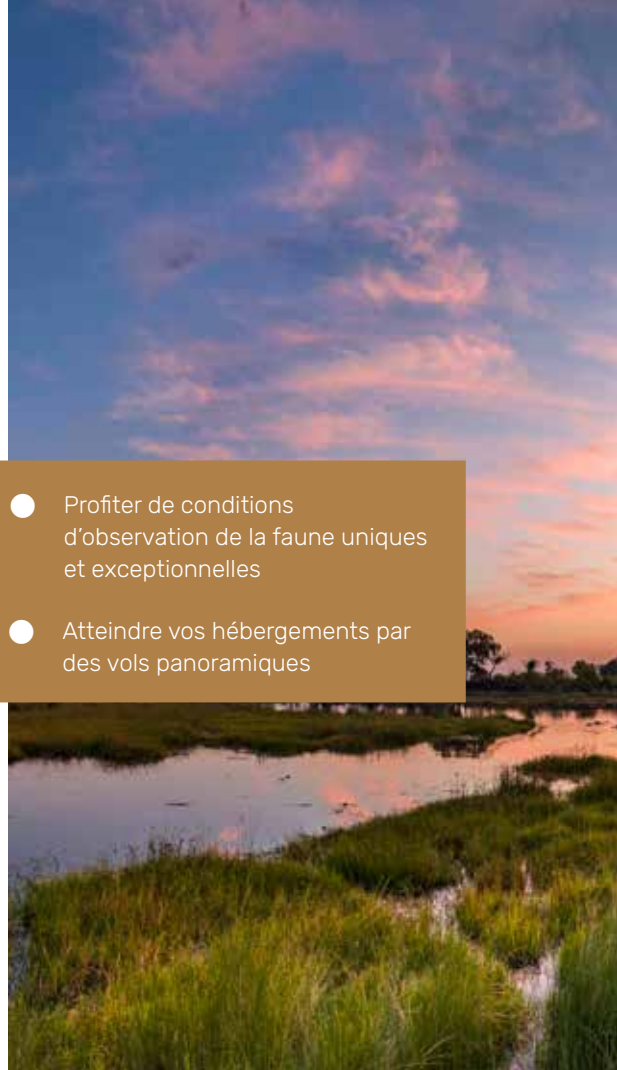 Profiter de conditions
d'observation de la faune uniques
et exceptionnelles
Atteindre vos hébergements par
des vols panoramiques